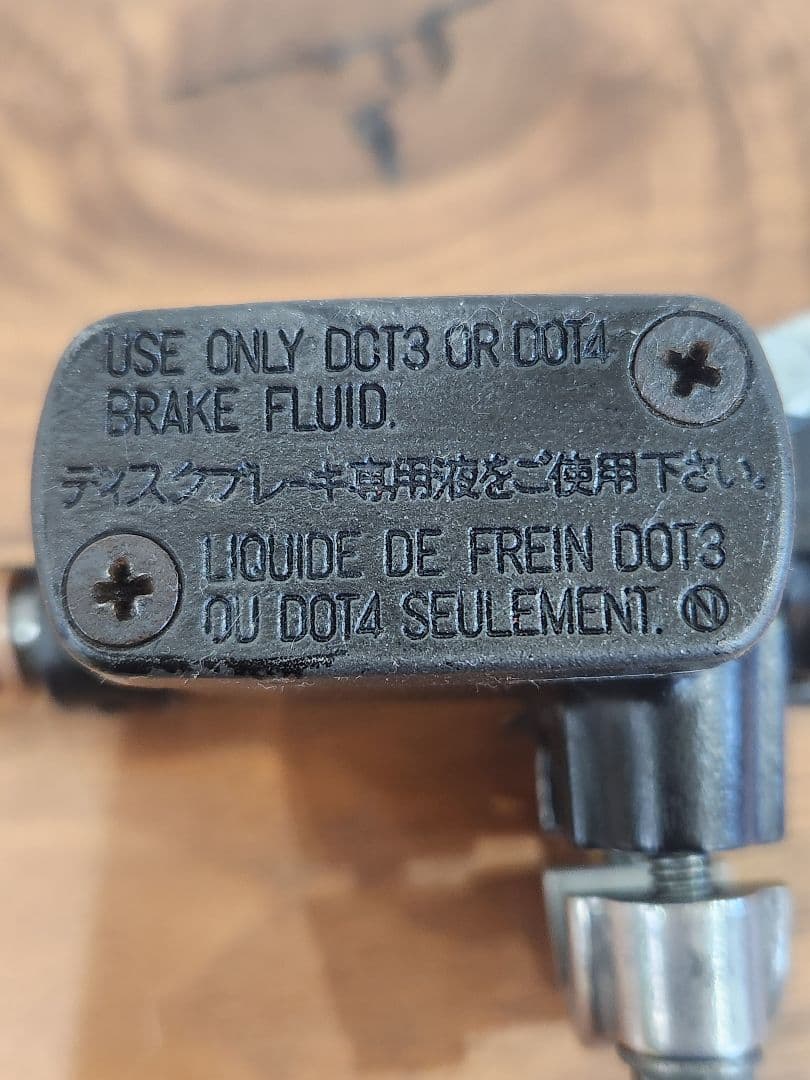 USE ONLY DOT3 OR DOT4
BRAKE FLUID.
ディスクブレーキ専用液をご使用下さい。
LIQUIDE DE FREIN DOT3
OU DOT4 SEULEMENT. Ⓝ